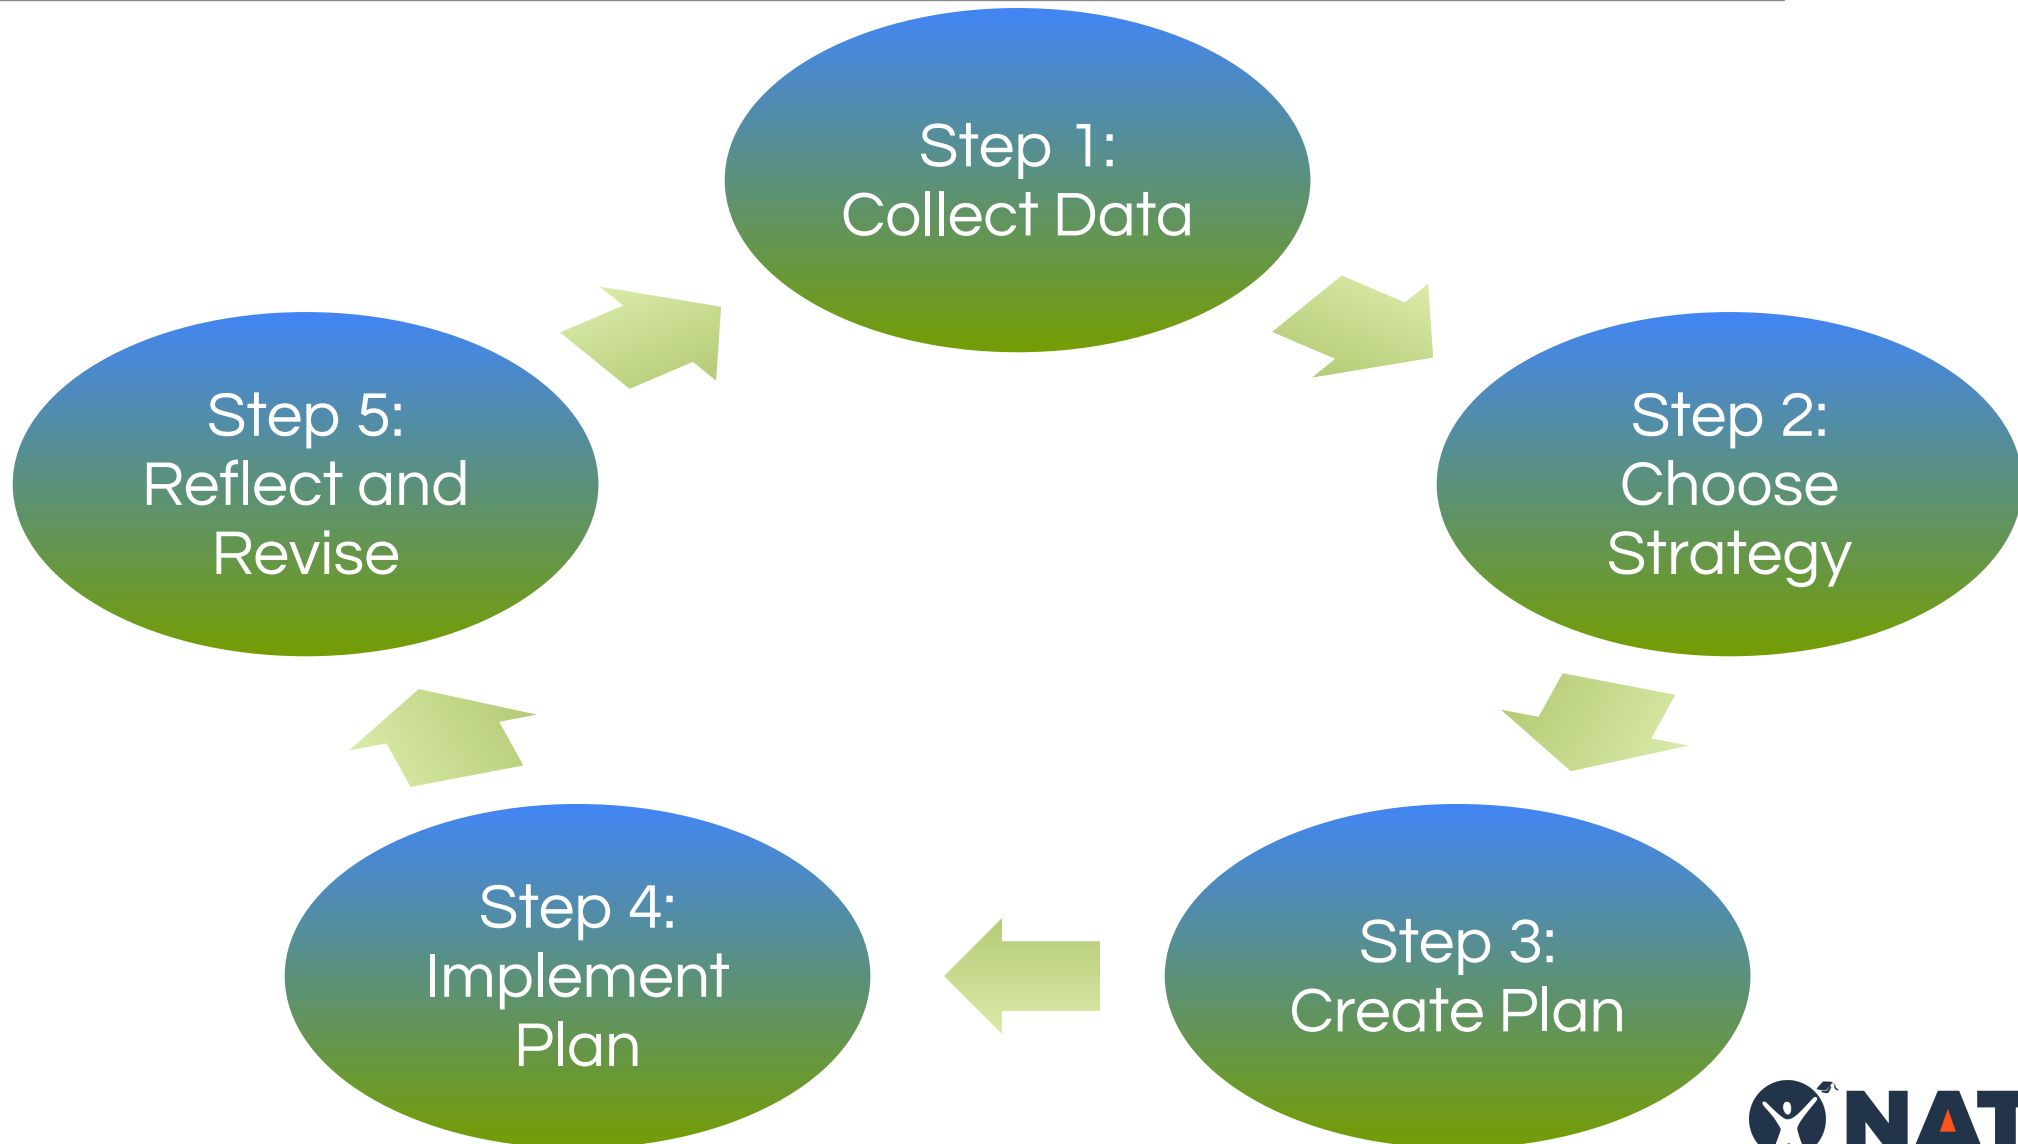 Step 1:
Collect Data
Step 2:
Choose
Strategy
Step 3:
Create Plan
Step 4:
Implement
Plan
Step 5:
Reflect and
Revise
NAT